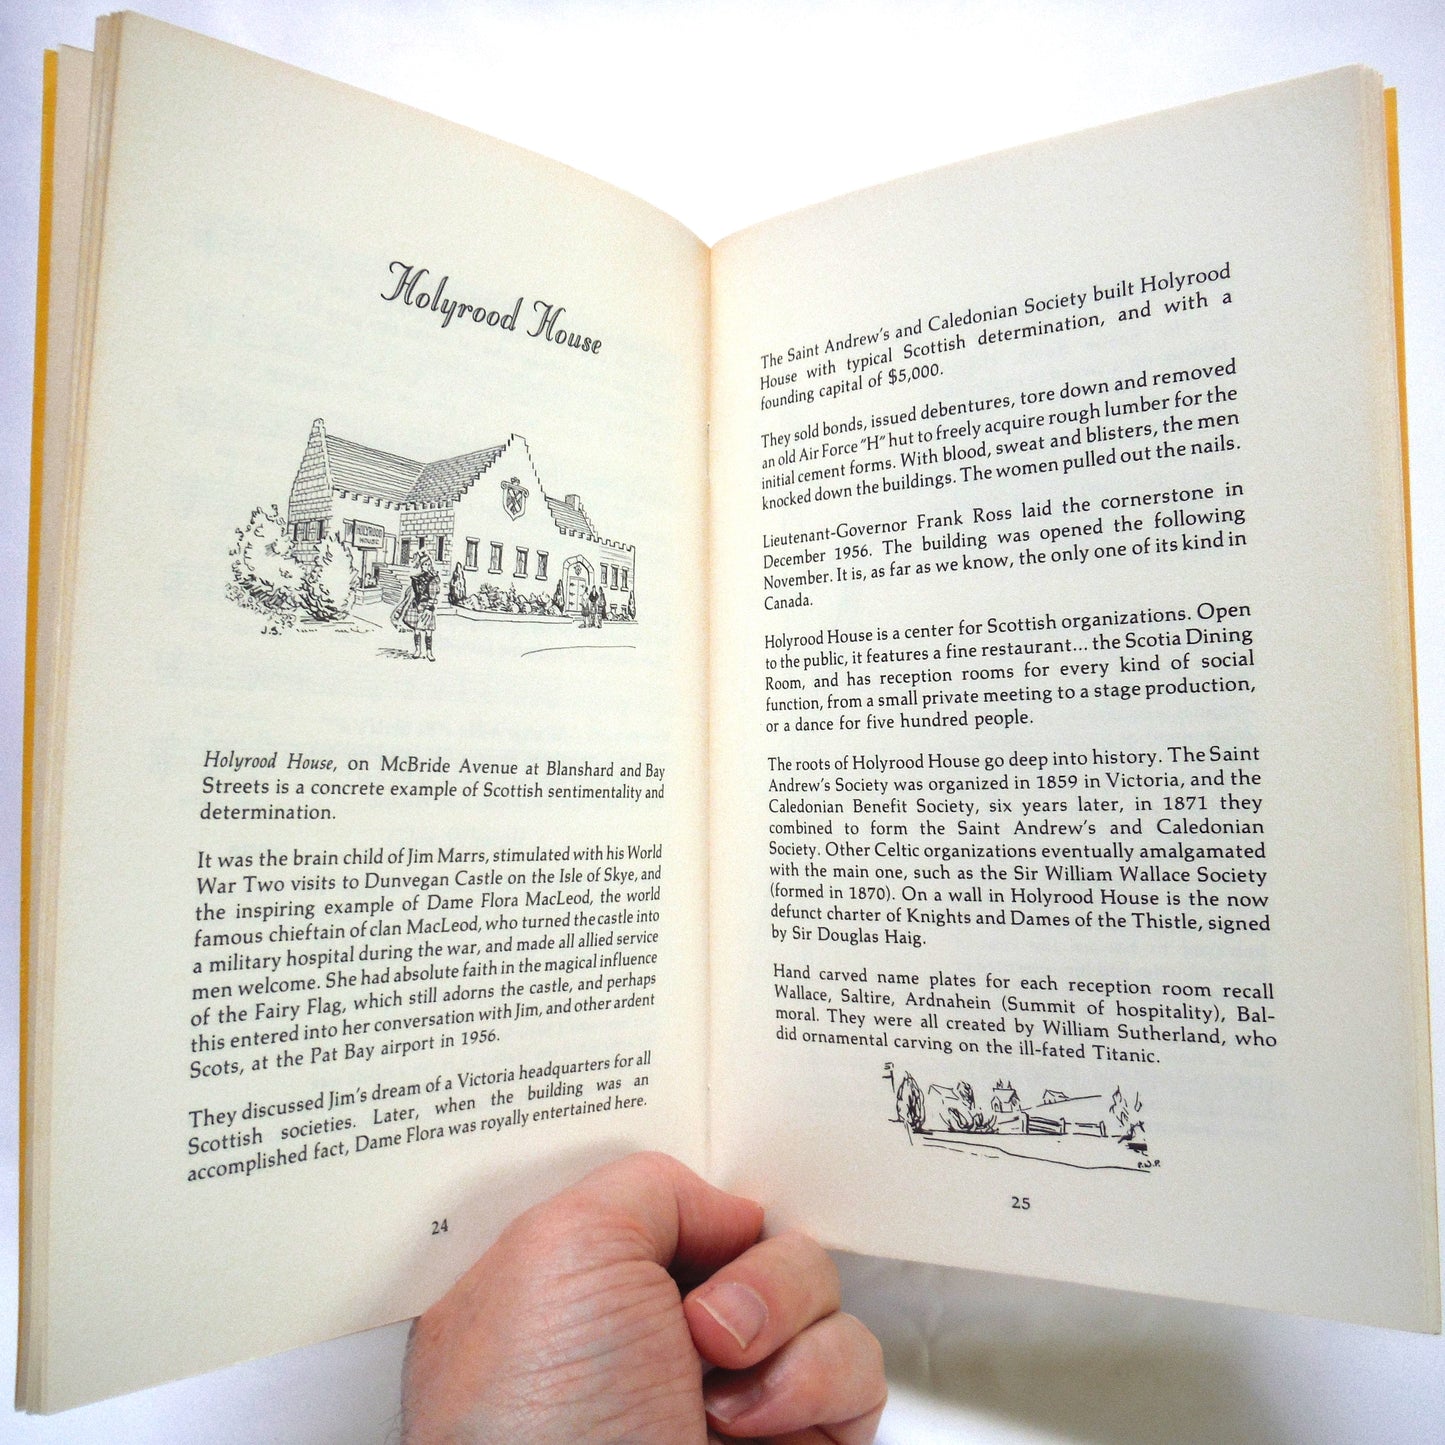 Holyrood House
HOLYROOD
HOUSE
J.S.
Holyrood House, on McBride Avenue at Blanshard and Bay
Streets is a concrete example of Scottish sentimentality and
determination.
It was the brain child of Jim Marrs, stimulated with his World
War Two visits to Dunvegan Castle on the Isle of Skye, and
the inspiring example of Dame Flora MacLeod, the world
famous chieftain of clan MacLeod, who turned the castle into
a military hospital during the war, and made all allied service
men welcome. She had absolute faith in the magical influence
of the Fairy Flag, which still adorns the castle, and perhaps
this entered into her conversation with Jim, and other ardent
Scots, at the Pat Bay airport in 1956.
They discussed Jim's dream of a Victoria headquarters for all
Scottish societies. Later, when the building was an
accomplished fact, Dame Flora was royally entertained here.
24
The Saint Andrew's and Caledonian Society built Holyrood
House with typical Scottish determination, and with a
founding capital of $5,000.
They sold bonds, issued debentures, tore down and removed
an old Air Force "H" hut to freely acquire rough lumber for the
initial cement forms. With blood, sweat and blisters, the men
knocked down the buildings. The women pulled out the nails.
Lieutenant-Governor Frank Ross laid the cornerstone in
December 1956. The building was opened the following
November. It is, as far as we know, the only one of its kind in
Canada.
Holyrood House is a center for Scottish organizations. Open
to the public, it features a fine restaurant... the Scotia Dining
Room, and has reception rooms for every kind of social
function, from a small private meeting to a stage production,
or a dance for five hundred people.
The roots of Holyrood House go deep into history. The Saint
Andrew's Society was organized in 1859 in Victoria, and the
Caledonian Benefit Society, six years later, in 1871 they
combined to form the Saint Andrew's and Caledonian
Society. Other Celtic organizations eventually amalgamated
with the main one, such as the Sir William Wallace Society
(formed in 1870). On a wall in Holyrood House is the now
defunct charter of Knights and Dames of the Thistle, signed
by Sir Douglas Haig.
Hand carved name plates for each reception room recall
Wallace, Saltire, Ardnahein (Summit of hospitality), Bal-
moral. They were all created by William Sutherland, who
did ornamental carving on the ill-fated Titanic.
P.W.P.
25